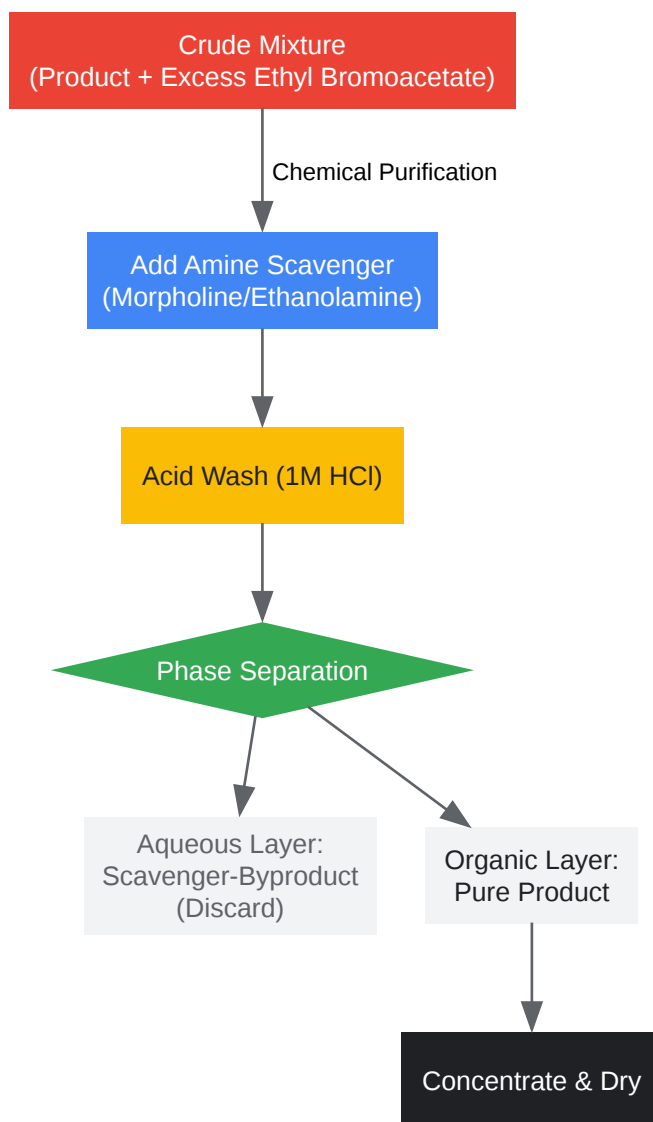 Crude Mixture
(Product + Excess Ethyl Bromoacetate)
Chemical Purification
Add Amine Scavenger
(Morpholine/Ethanolamine)
Acid Wash (1M HCl)
Phase Separation
Aqueous Layer:
Scavenger-Byproduct
(Discard)
Organic Layer:
Pure Product
Concentrate & Dry